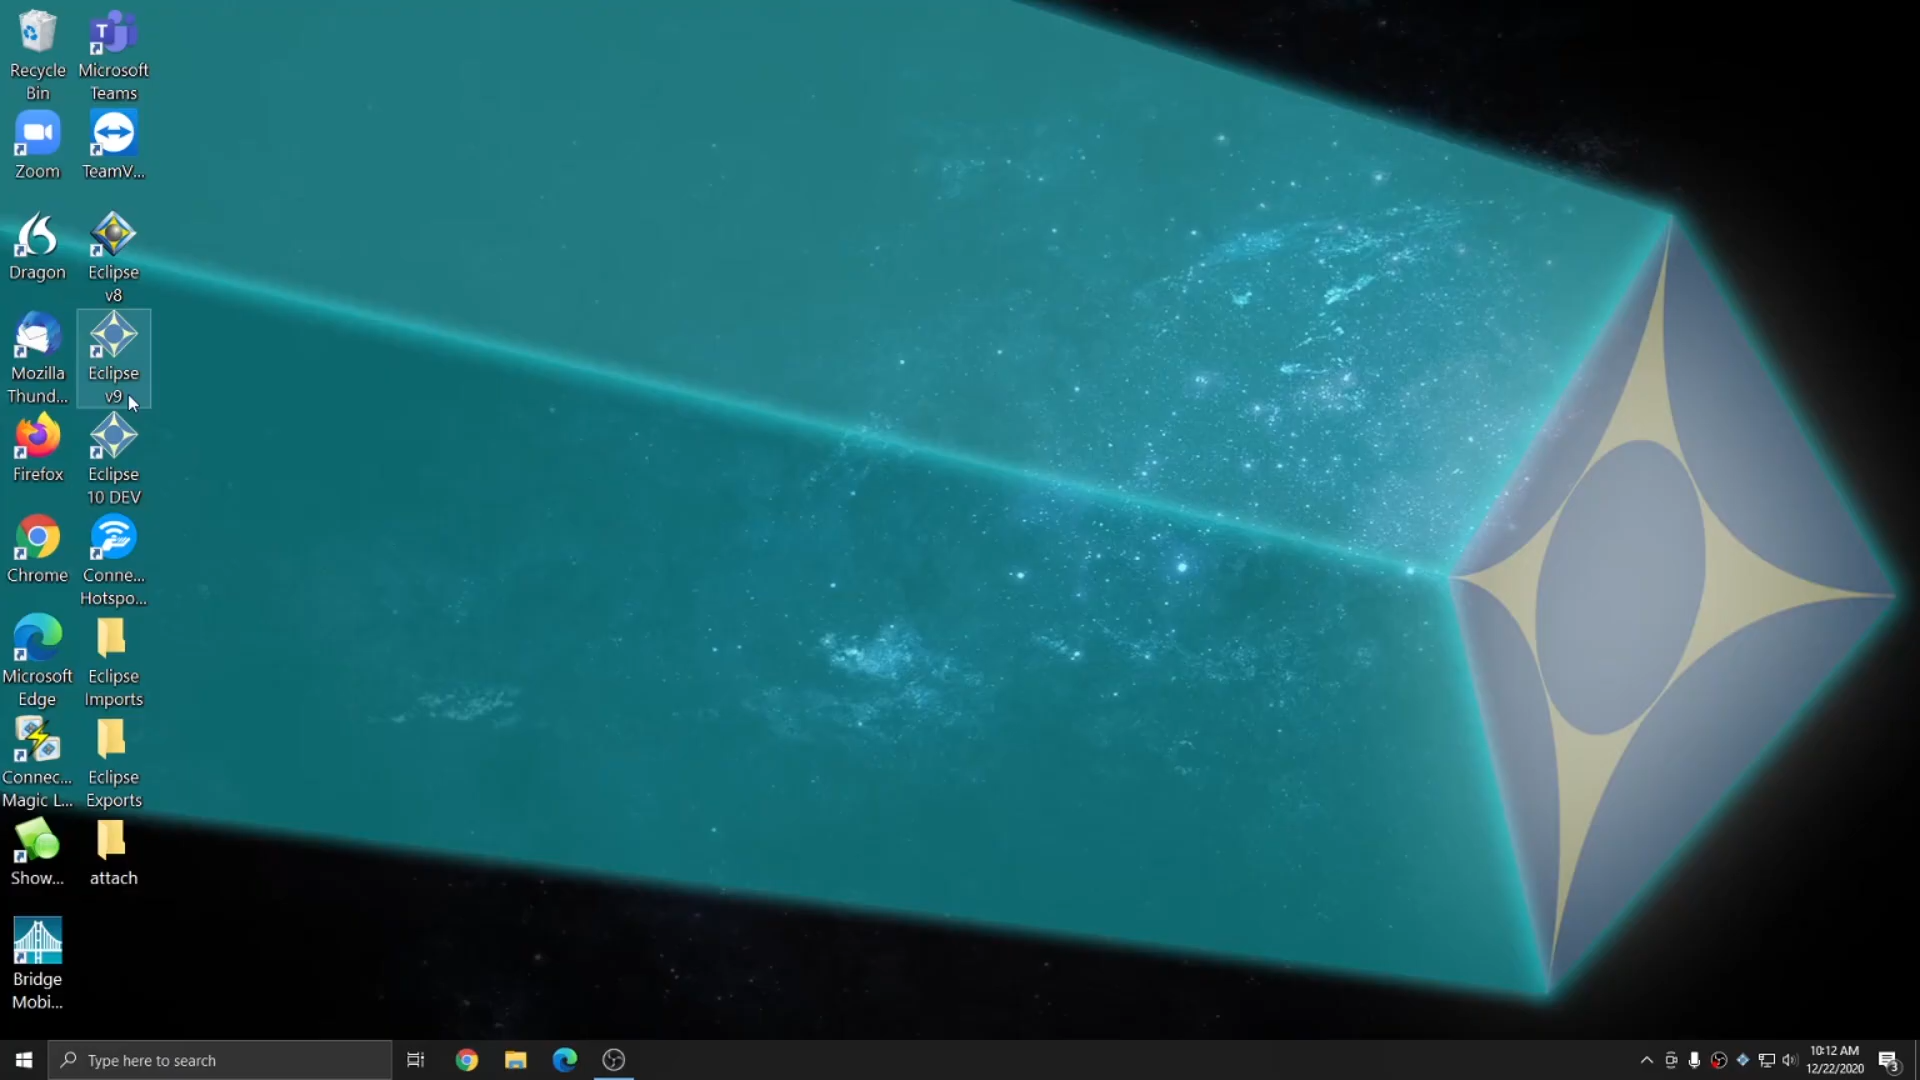 Recycle
Bin
Microsoft
Teams
Zoom
TeamV...
Dragon
Eclipse
v8
Mozilla
Thund...
Eclipse
v9
Firefox
Eclipse
10 DEV
Chrome
Conne...
Hotspo...
Microsoft
Edge
Eclipse
Imports
Connec...
Magic L...
Eclipse
Exports
Show...
attach
Bridge
Mobi...
Type here to search
10:12 AM
12/22/2020
3